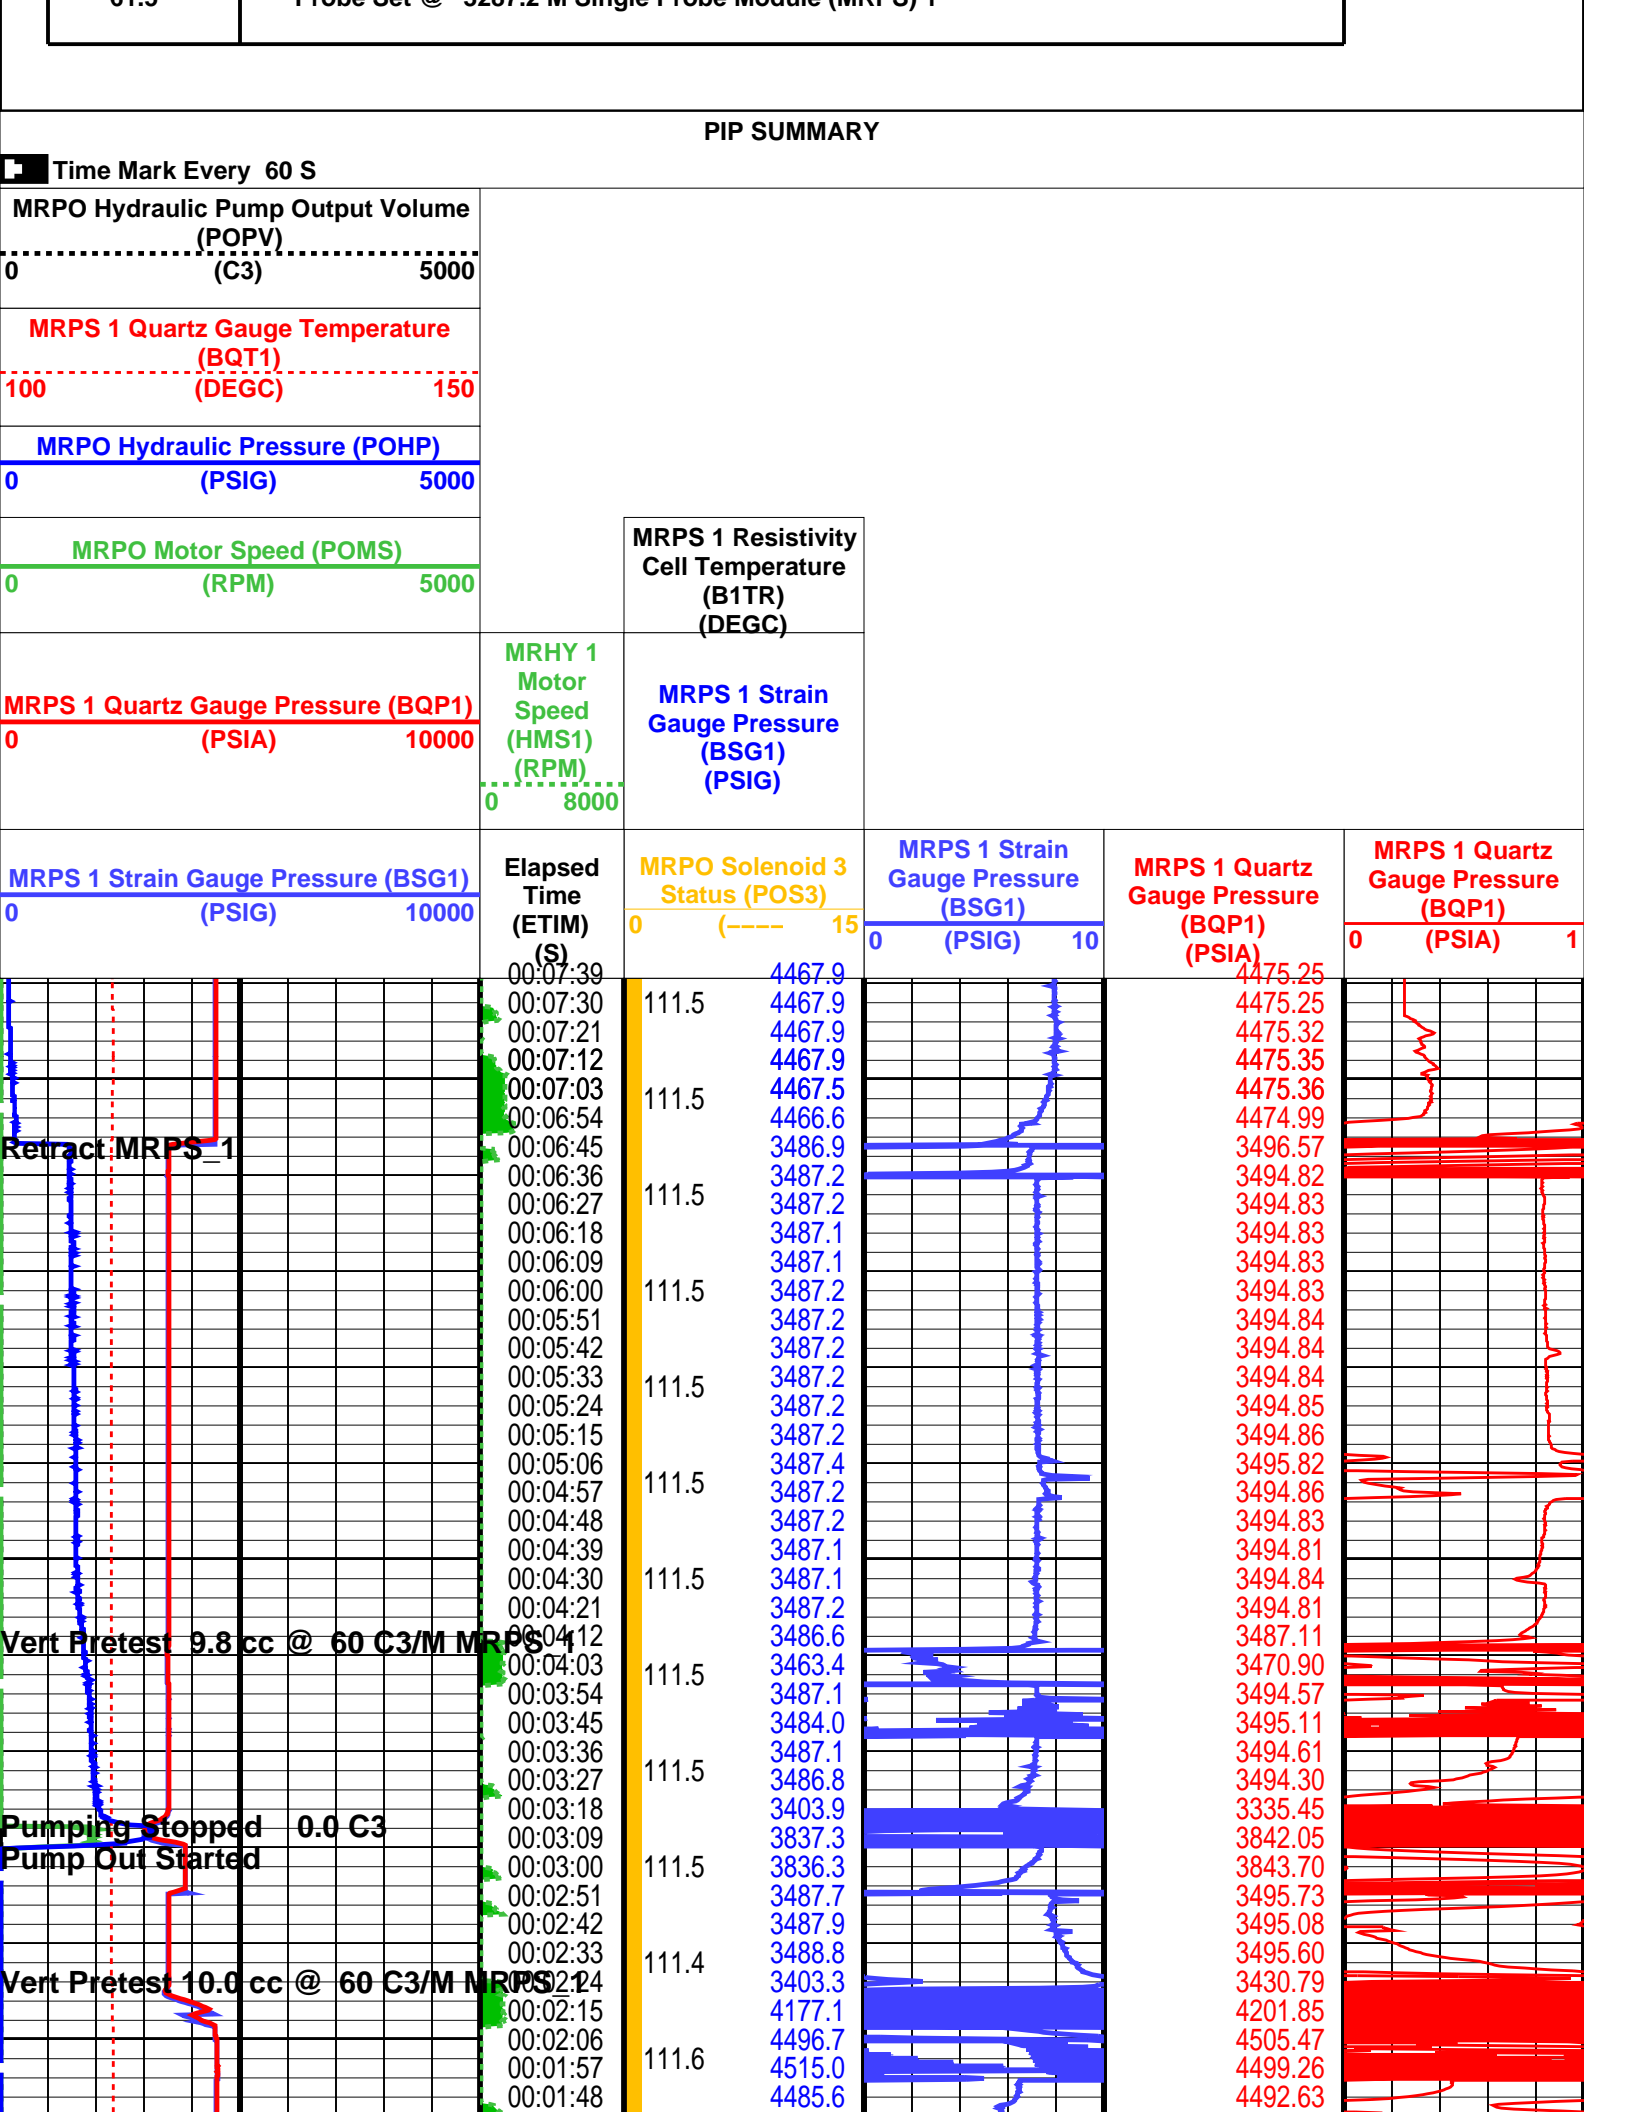 PIP SUMMARY
Time Mark Every 60 S
MRPO Hydraulic Pump Output Volume
(POPV)
0 (C3) 5000
MRPS 1 Quartz Gauge Temperature
(BQT1)
100 (DEGC) 150
MRPO Hydraulic Pressure (POHP)
0 (PSIG) 5000
MRPO Motor Speed (POMS)
0 (RPM) 5000
MRPS 1 Resistivity
Cell Temperature
(B1TR)
(DEGC)
MRPS 1 Quartz Gauge Pressure (BQP1)
0 (PSIA) 10000
MRHY 1
Motor
Speed
(HMS1)
(RPM)
0 8000
MRPS 1 Strain
Gauge Pressure
(BSG1)
(PSIG)
MRPS 1 Strain Gauge Pressure (BSG1)
0 (PSIG) 10000
Elapsed
Time
(ETIM)
(S)
MRPO Solenoid 3
Status (POS3)
0 (---- 15
MRPS 1 Strain
Gauge Pressure
(BSG1)
0 (PSIG) 10
MRPS 1 Quartz
Gauge Pressure
(BQP1)
(PSIA)
MRPS 1 Quartz
Gauge Pressure
(BQP1)
0 (PSIA) 1
00:07:39 4467.9 4475.25
00:07:30 111.5 4467.9 4475.25
00:07:21 4467.9 4475.32
00:07:12 4467.9 4475.35
00:07:03 4467.5 4475.36
00:06:54 111.5 4466.6 4474.99
Retract MRPS_1
00:06:45 3486.9 3496.57
00:06:36 3487.2 3494.82
00:06:27 111.5 3487.2 3494.83
00:06:18 3487.1 3494.83
00:06:09 3487.1 3494.83
00:06:00 111.5 3487.2 3494.83
00:05:51 3487.2 3494.84
00:05:42 3487.2 3494.84
00:05:33 111.5 3487.2 3494.84
00:05:24 3487.2 3494.85
00:05:15 3487.2 3494.86
00:05:06 3487.4 3495.82
00:04:57 111.5 3487.2 3494.86
00:04:48 3487.2 3494.83
00:04:39 3487.1 3494.81
00:04:30 111.5 3487.1 3494.84
00:04:21 3487.2 3494.81
Vert Pretest 9.8 cc @ 60 C3/M MRPS_1
00:04:12 3486.6 3487.11
00:04:03 111.5 3463.4 3470.90
00:03:54 3487.1 3494.57
00:03:45 3484.0 3495.11
00:03:36 3487.1 3494.61
00:03:27 111.5 3486.8 3494.30
00:03:18 3403.9 3335.45
Pumping Stopped 0.0 C3
00:03:09 3837.3 3842.05
Pump Out Started
00:03:00 111.5 3836.3 3843.70
00:02:51 3487.7 3495.73
00:02:42 3487.9 3495.08
00:02:33 111.4 3488.8 3495.60
Vert Pretest 10.0 cc @ 60 C3/M MRPS_1
00:02:24 3403.3 3430.79
00:02:15 4177.1 4201.85
00:02:06 4496.7 4505.47
00:01:57 111.6 4515.0 4499.26
00:01:48 4485.6 4492.63